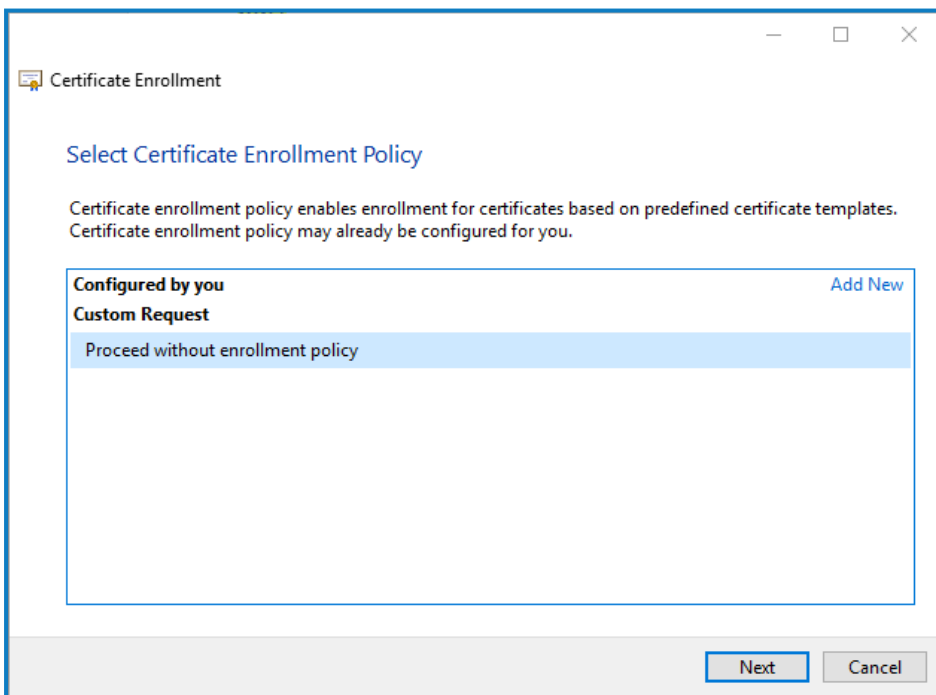 Certificate Enrollment
Select Certificate Enrollment Policy
Certificate enrollment policy enables enrollment for certificates based on predefined certificate templates.
Certificate enrollment policy may already be configured for you.
Configured by you Add New
Custom Request
Proceed without enrollment policy
Next Cancel